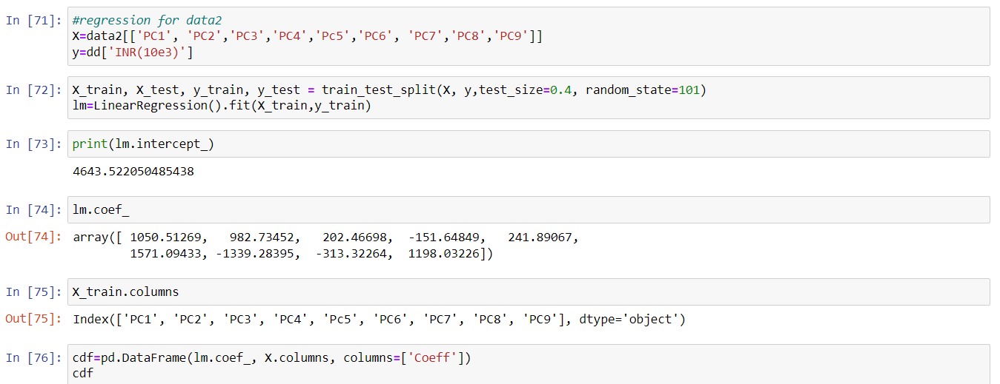 In [71]: #regression for data2
X=data2[['PC1', 'PC2','PC3','PC4','Pc5','PC6', 'PC7','PC8','PC9']]
y=dd['INR(10e3)']
In [72]: X_train, X_test, y_train, y_test = train_test_split(X, y,test_size=0.4, random_state=101)
lm=LinearRegression().fit(X_train,y_train)
In [73]: print(lm.intercept_)
4643.522050485438
In [74]: lm.coef_
Out[74]: array([ 1050.51269, 982.73452, 202.46698, -151.64849, 241.89067,
1571.09433, -1339.28395, -313.32264, 1198.03226])
In [75]: X_train.columns
Out[75]: Index(['PC1', 'PC2', 'PC3', 'PC4', 'Pc5', 'PC6', 'PC7', 'PC8', 'PC9'], dtype='object')
In [76]: cdf=pd.DataFrame(lm.coef_, X.columns, columns=['Coeff'])
cdf